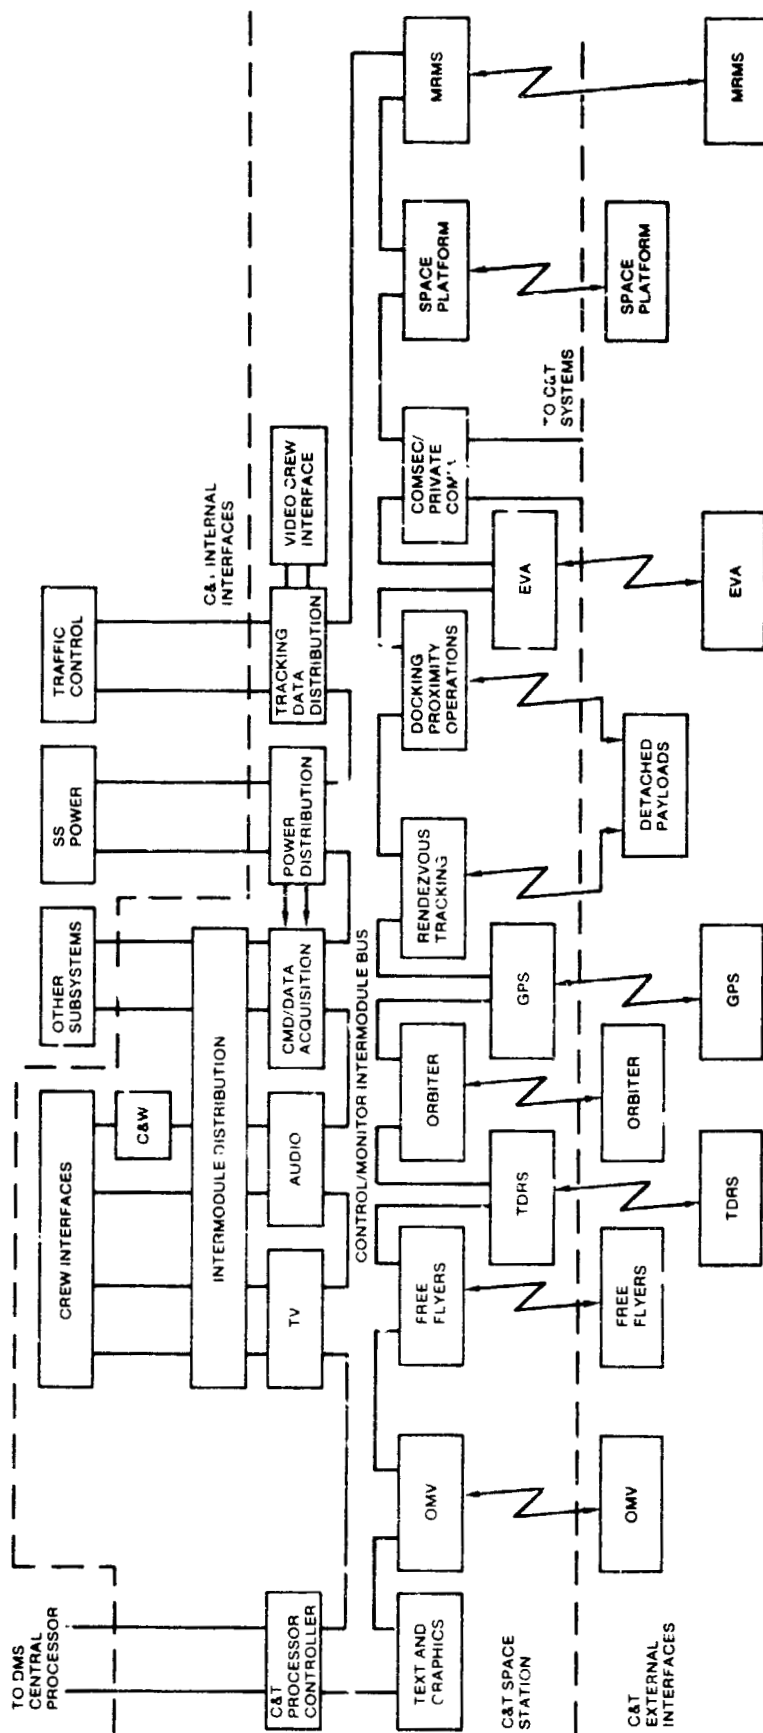 TO DMS
CENTRAL
PROCESSOR
CREW INTERFACES
OTHER
SUBSYSTEMS
SS
POWER
TRAFFIC
CONTROL
C&W
C&T INTERNAL
INTERFACES
INTERMODULE DISTRIBUTION
C&T
PROCESSOR
CONTROLLER
TV
AUDIO
CMD/DATA
ACQUISITION
POWER
DISTRIBUTION
TRACKING
DATA
DISTRIBUTION
VIDEO CREW
INTERFACE
CONTROL/MONITOR INTERMODULE BUS
TEXT AND
GRAPHICS
OMV
FREE
FLYERS
TDRS
ORBITER
GPS
RENDEZVOUS
TRACKING
DOCKING
PROXIMITY
OPERATIONS
EVA
COMSEC/
PRIVATE
SPACE
PLATFORM
MRMS
C&T SPACE
STATION
TO C&T
SYSTEMS
C&T
EXTERNAL
INTERFACES
OMV
FREE
FLYERS
TDRS
ORBITER
GPS
DETACHED
PAYLOADS
EVA
SPACE
PLATFORM
MRMS